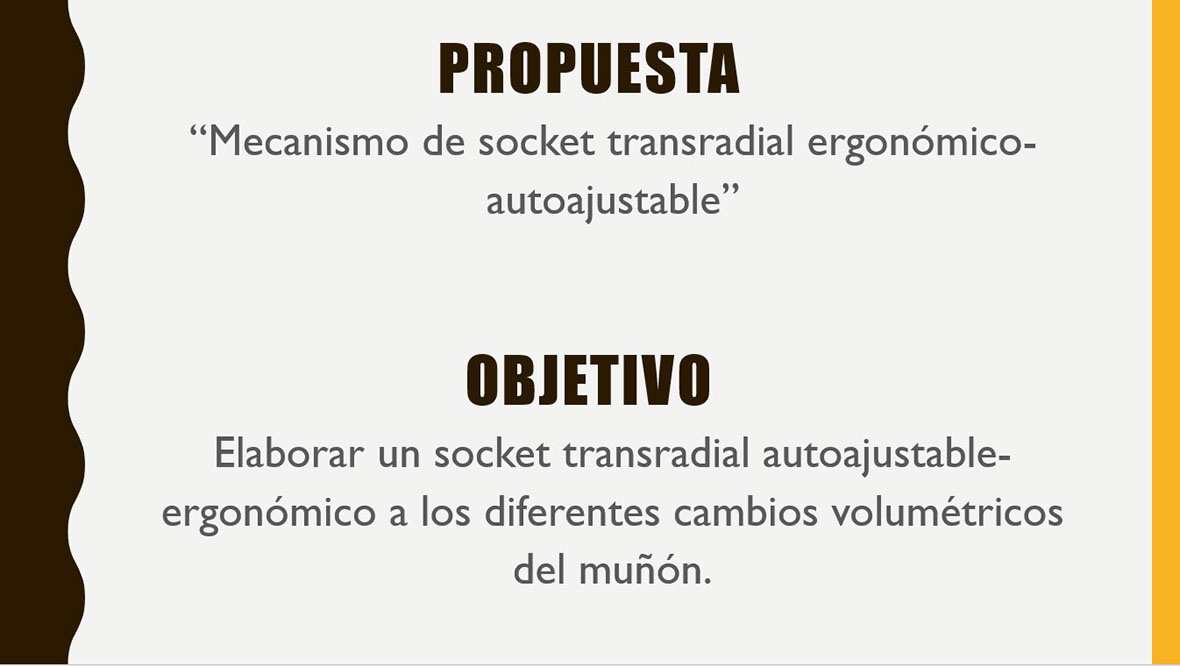 PROPUESTA
“Mecanismo de socket transradial ergonómico-
autoajustable”
OBJETIVO
Elaborar un socket transradial autoajustable-
ergonómico a los diferentes cambios volumétricos
del muñón.